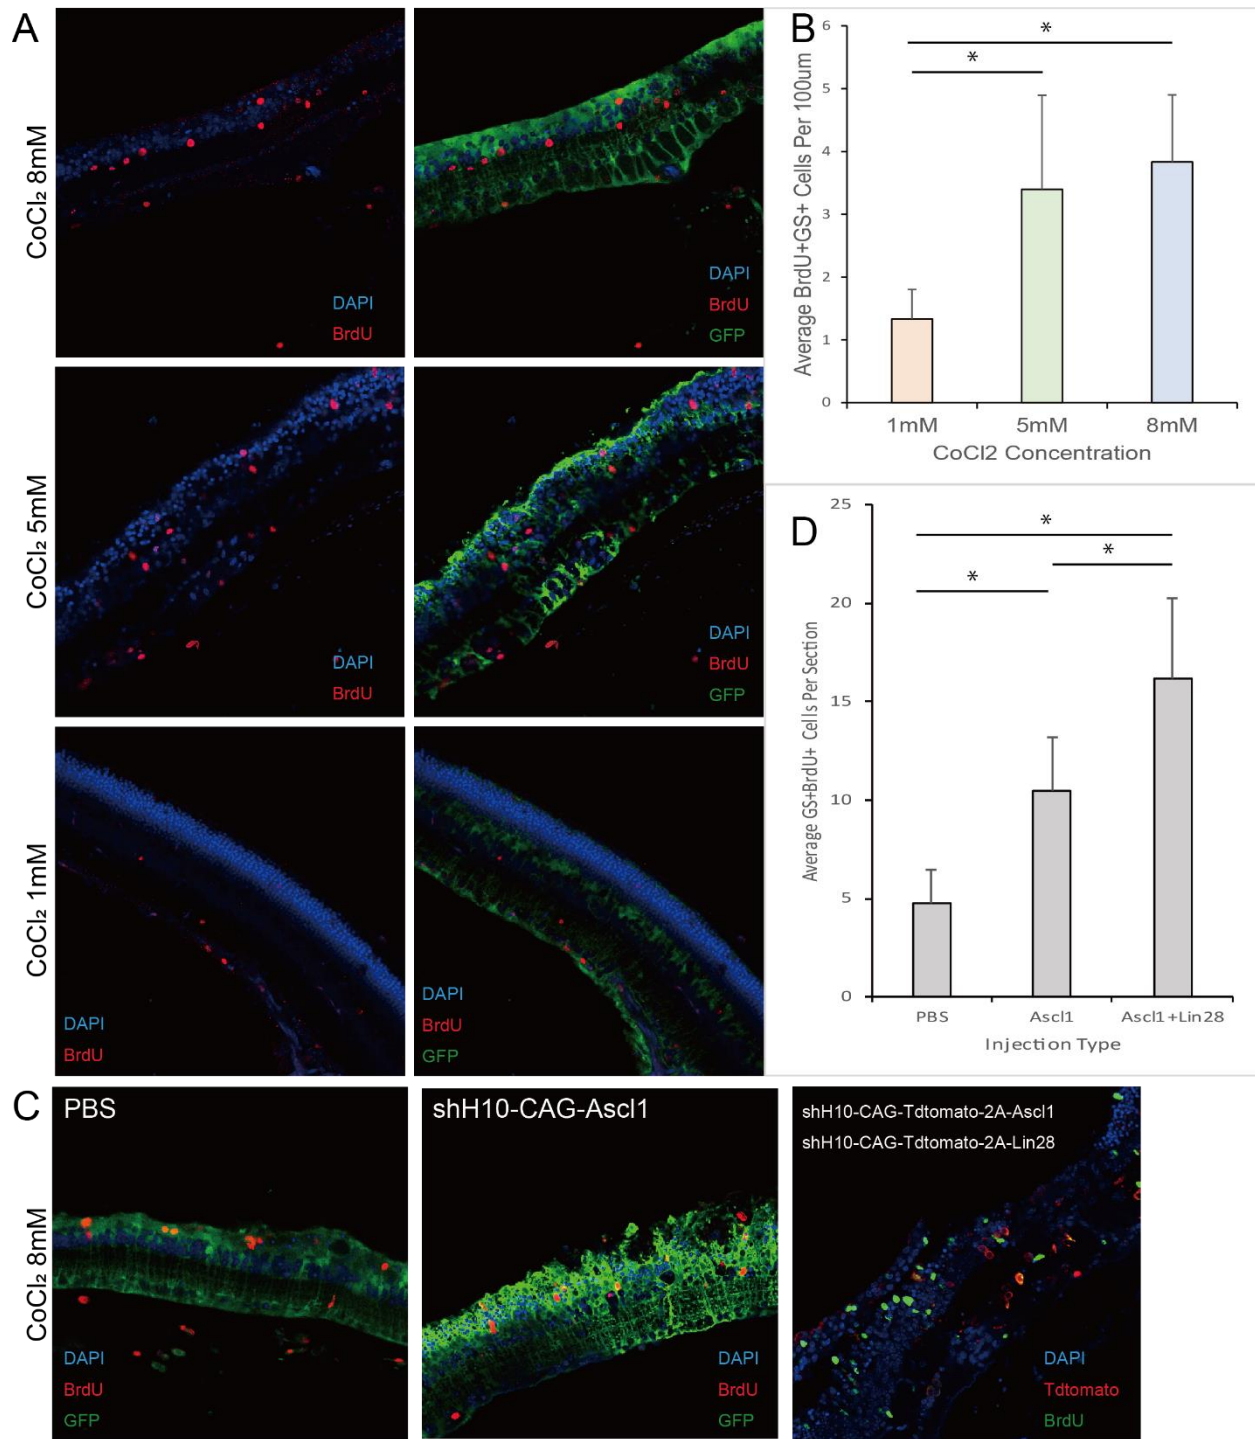 A
CoCl₂ 8mM
DAPI
BrdU
DAPI
BrdU
GFP
CoCl₂ 5mM
DAPI
BrdU
DAPI
BrdU
GFP
CoCl₂ 1mM
DAPI
BrdU
DAPI
BrdU
GFP
B
Average BrdU+GS+ Cells Per 100um
6
5
4
3
2
1
0
*
*
1mM
5mM
8mM
CoCl2 Concentration
D
Average GS+BrdU+ Cells Per Section
25
20
15
10
5
0
*
*
*
PBS
Ascl1
Ascl1+Lin28
Injection Type
C
CoCl₂ 8mM
PBS
DAPI
BrdU
GFP
shH10-CAG-Ascl1
DAPI
BrdU
GFP
shH10-CAG-Tdtomato-2A-Ascl1
shH10-CAG-Tdtomato-2A-Lin28
DAPI
Tdtomato
BrdU